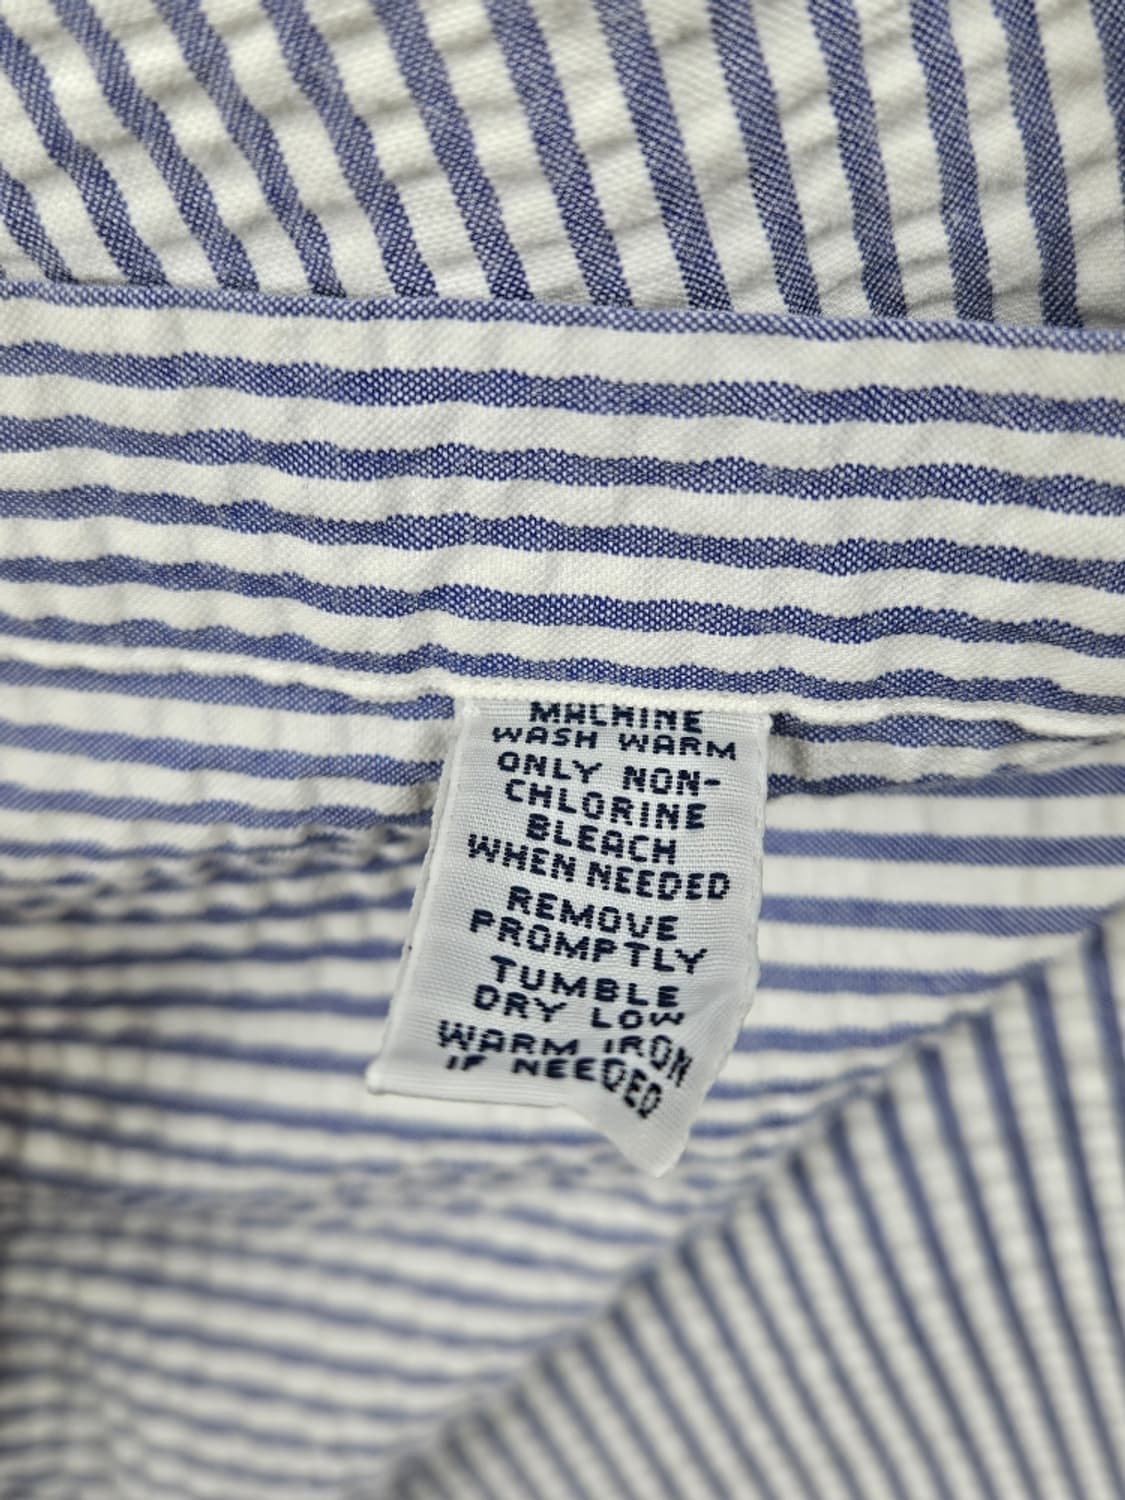 MACHINE
WASH WARM
ONLY NON-
CHLORINE
BLEACH
WHEN NEEDED
REMOVE
PROMPTLY
TUMBLE
DRY LOW
WARM IRON
IF NEEDED